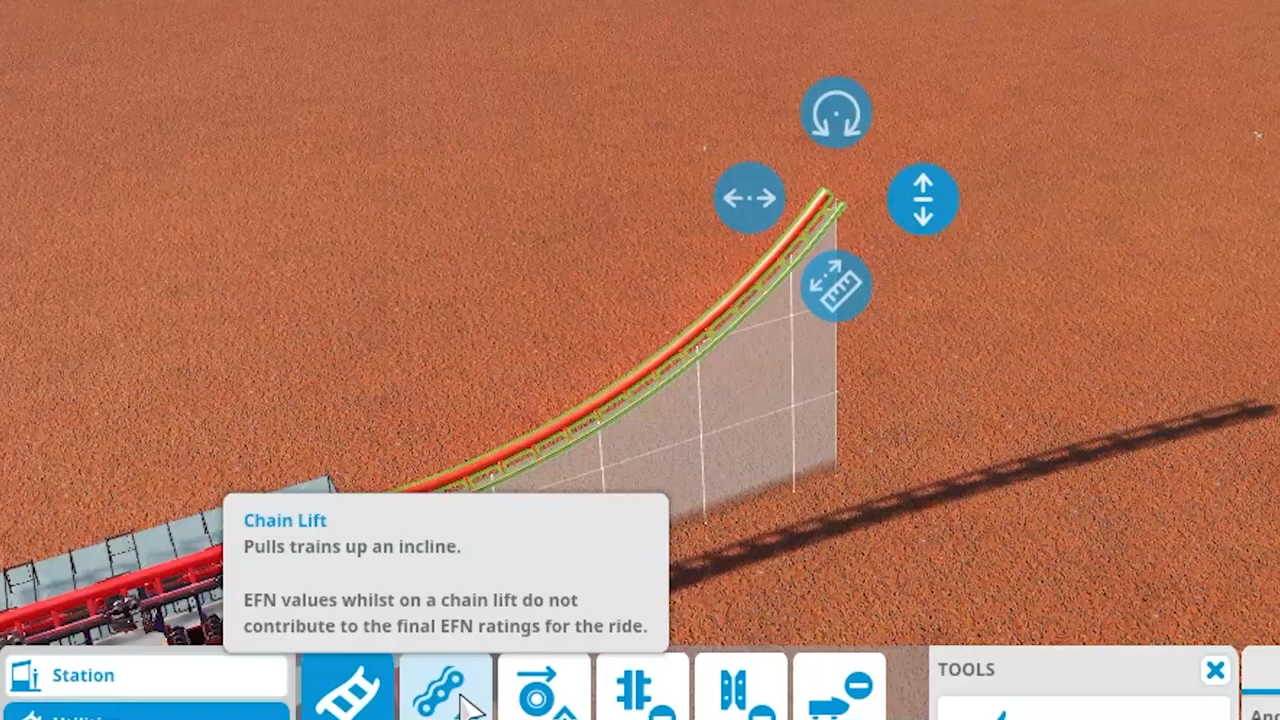 Chain Lift
Pulls trains up an incline.
EFN values whilst on a chain lift do not
contribute to the final EFN ratings for the ride.
Station
TOOLS